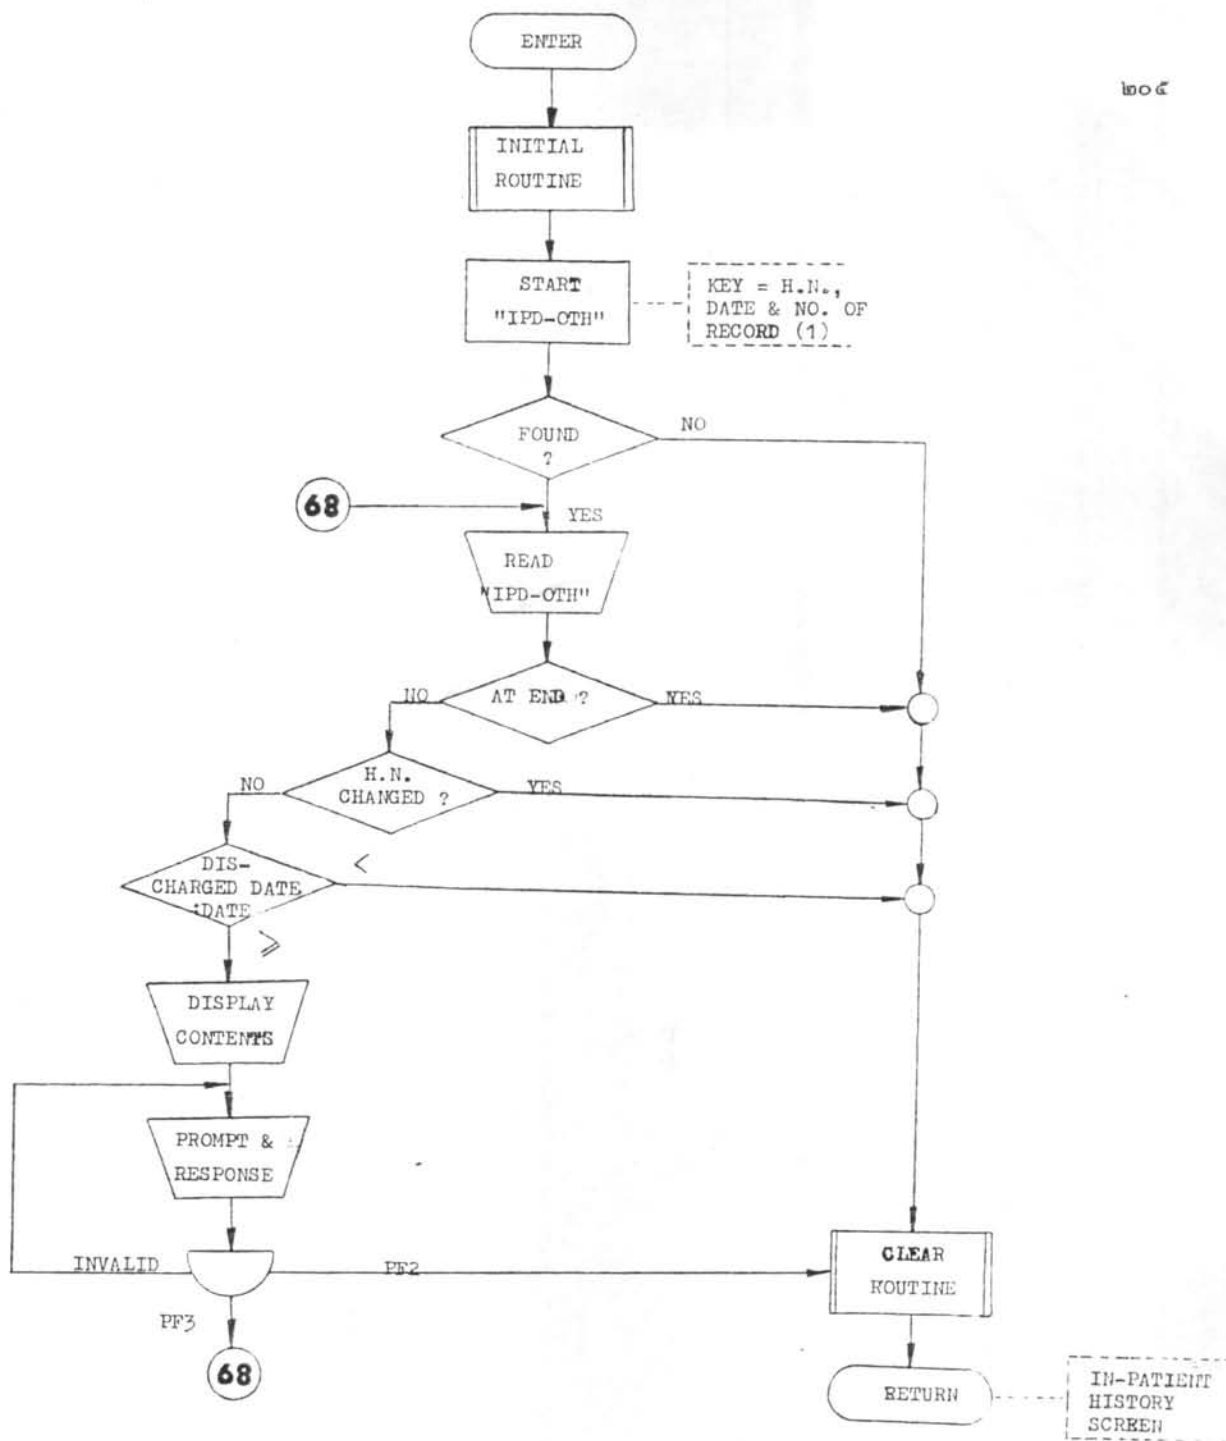 ENTER
๒๐๕
INITIAL
ROUTINE
START
"IPD-OTH"
KEY = H.N.,
DATE & NO. OF
RECORD (1)
FOUND
?
NO
68
YES
READ
"IPD-OTH"
NO
AT END ?
YES
NO
H.N.
CHANGED ?
YES
DIS-
CHARGED DATE
:DATE
<
≥
DISPLAY
CONTENTS
PROMPT &
RESPONSE
INVALID
PF2
CLEAR
ROUTINE
PF3
68
RETURN
IN-PATIENT
HISTORY
SCREEN